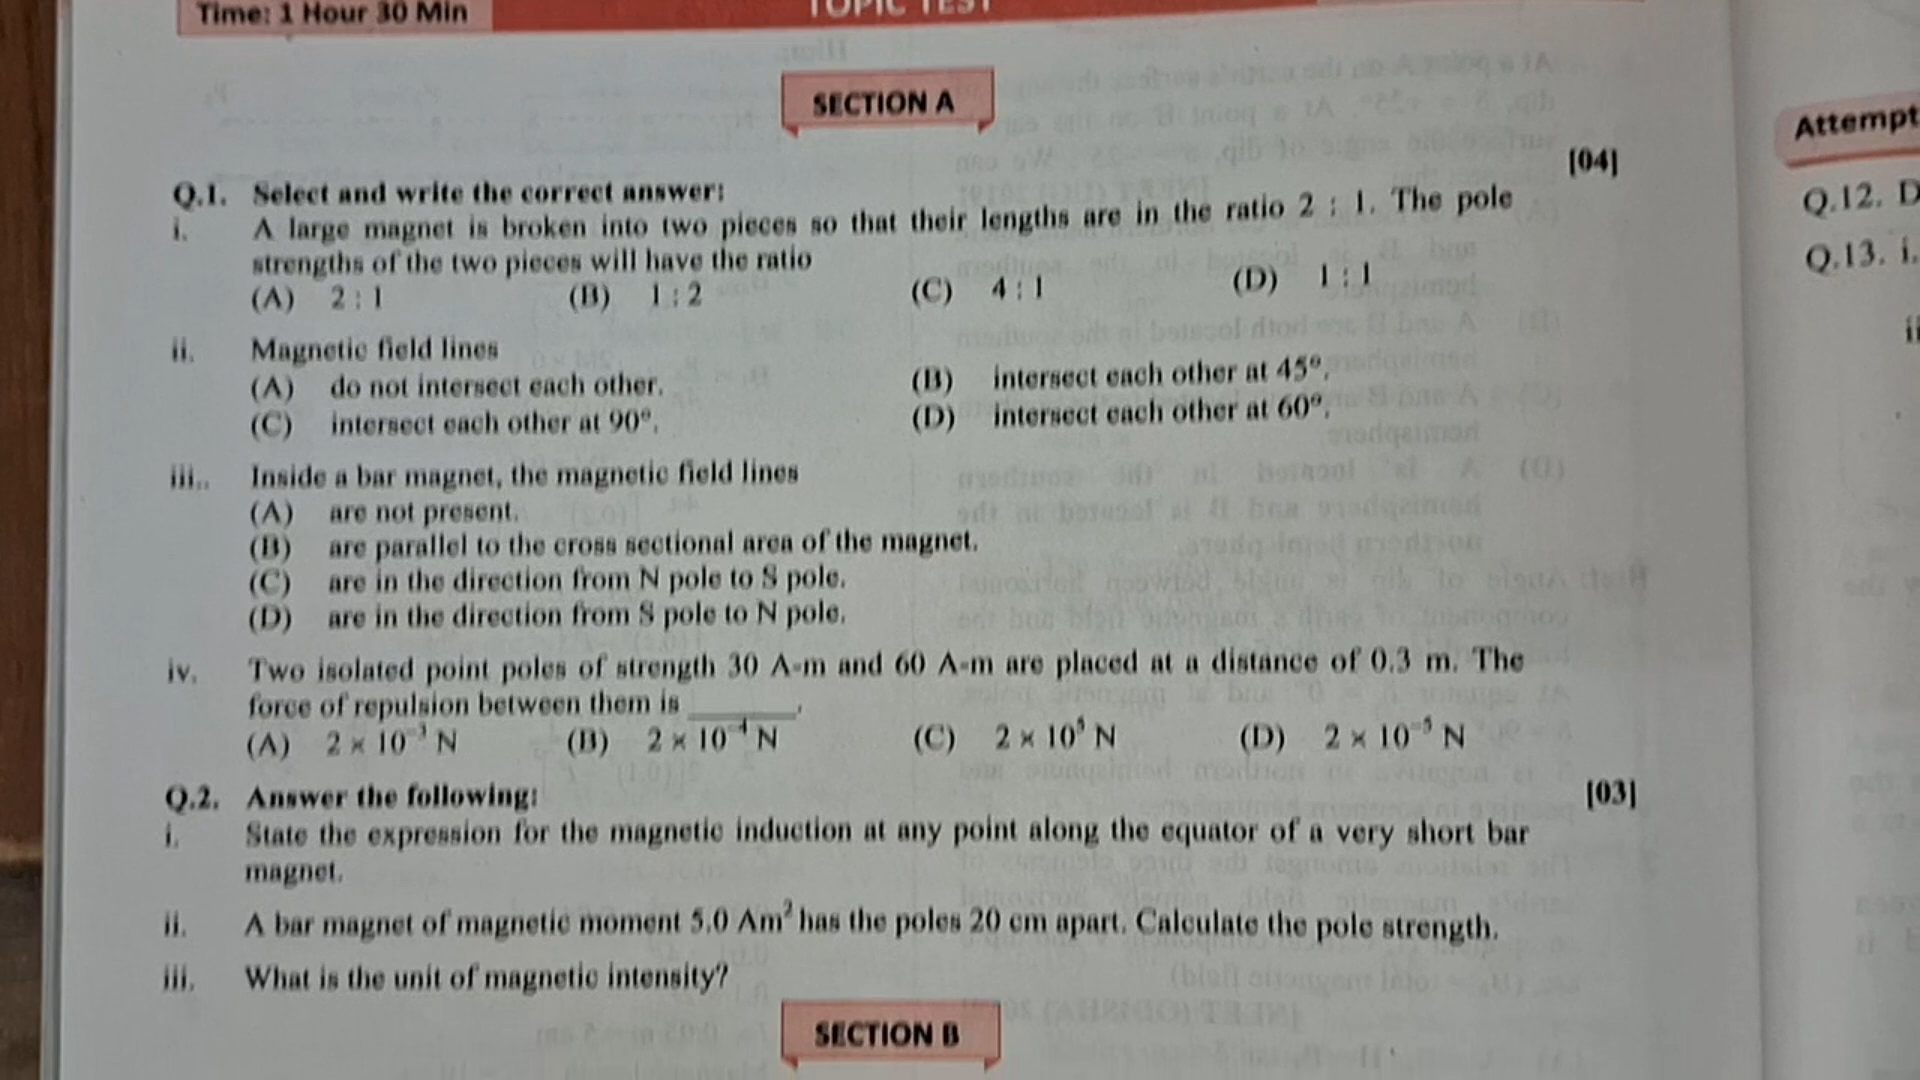 Time: 1 Hour 30 Min
TOPIC TEST
SECTION A
[04]
Q.1. Select and write the correct answer:
i. A large magnet is broken into two pieces so that their lengths are in the ratio 2 : 1. The pole
strengths of the two pieces will have the ratio
(A) 2 : 1 (B) 1 : 2 (C) 4 : 1 (D) 1 : 1
ii. Magnetic field lines
(A) do not intersect each other. (B) intersect each other at 45°.
(C) intersect each other at 90°. (D) intersect each other at 60°.
iii.. Inside a bar magnet, the magnetic field lines
(A) are not present.
(B) are parallel to the cross sectional area of the magnet.
(C) are in the direction from N pole to S pole.
(D) are in the direction from S pole to N pole.
iv. Two isolated point poles of strength 30 A-m and 60 A-m are placed at a distance of 0.3 m. The
force of repulsion between them is ________.
(A) 2 × 10⁻³ N (B) 2 × 10⁻⁴ N (C) 2 × 10⁵ N (D) 2 × 10⁻⁵ N
Q.2. Answer the following: [03]
i. State the expression for the magnetic induction at any point along the equator of a very short bar
magnet.
ii. A bar magnet of magnetic moment 5.0 Am² has the poles 20 cm apart. Calculate the pole strength.
iii. What is the unit of magnetic intensity?
SECTION B
Attempt
Q.12.
Q.13. i.